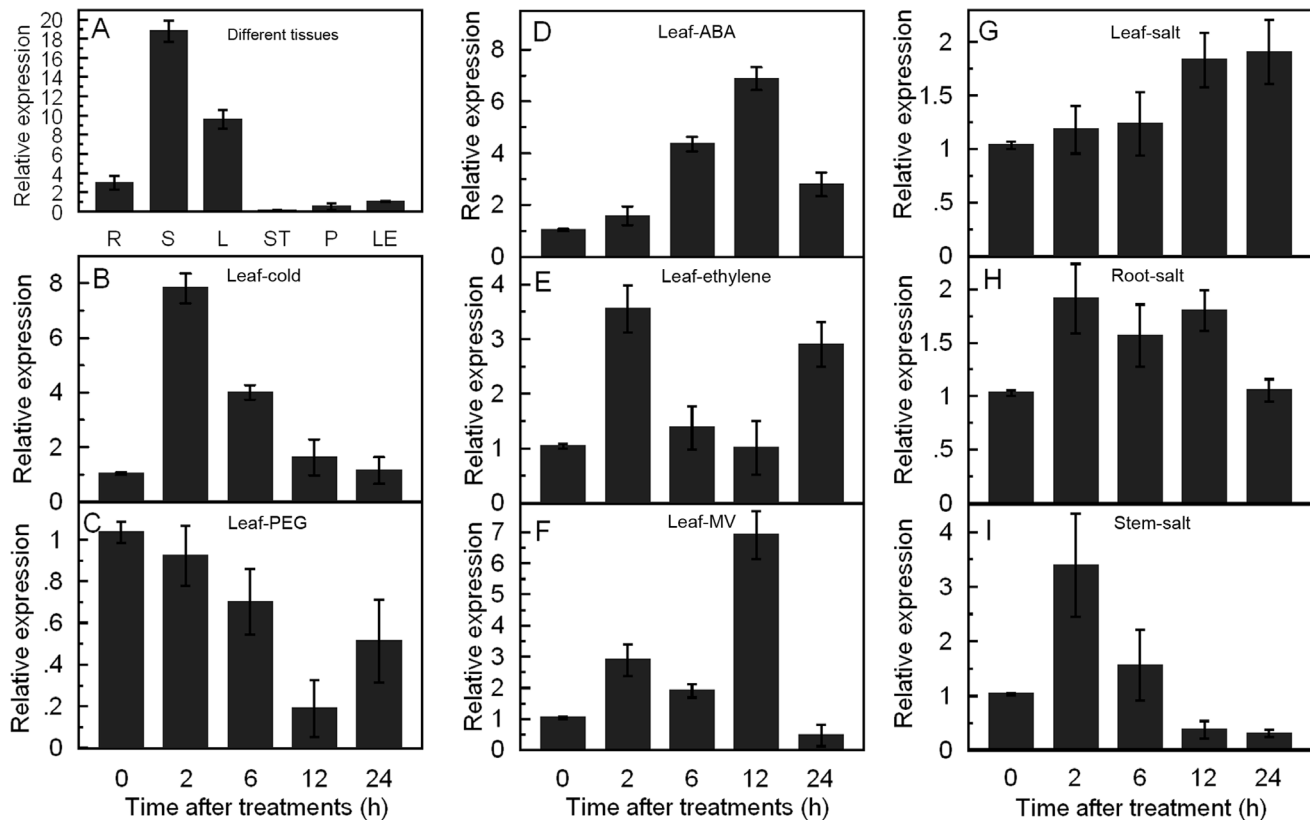 A
Different tissues
Relative expression
20
18
16
14
12
10
8
6
4
2
0
R S L ST P LE
B
Leaf-cold
Relative expression
8
6
4
2
0
C
Leaf-PEG
Relative expression
1
.8
.6
.4
.2
0
0 2 6 12 24
Time after treatments (h)
D
Leaf-ABA
Relative expression
8
6
4
2
0
E
Leaf-ethylene
Relative expression
4
3
2
1
0
F
Leaf-MV
Relative expression
7
6
5
4
3
2
1
0
0 2 6 12 24
Time after treatments (h)
G
Leaf-salt
Relative expression
2
1.5
1
.5
0
H
Root-salt
Relative expression
2
1.5
1
.5
0
I
Stem-salt
Relative expression
4
3
2
1
0
0 2 6 12 24
Time after treatment (h)